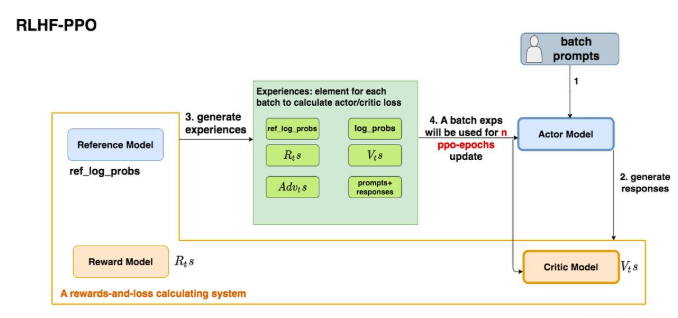 RLHF-PPO
batch
prompts
1
Experiences: element for each
batch to calculate actor/critic loss
3. generate
experiences
ref_log_probs
log_probs
4. A batch exps
will be used for n
ppo-epochs
update
Actor Model
Reference Model
ref_log_probs
R_t s
V_t s
Adv_t s
prompts+
responses
2. generate
responses
Reward Model
R_t s
Critic Model
V_t s
A rewards-and-loss calculating system